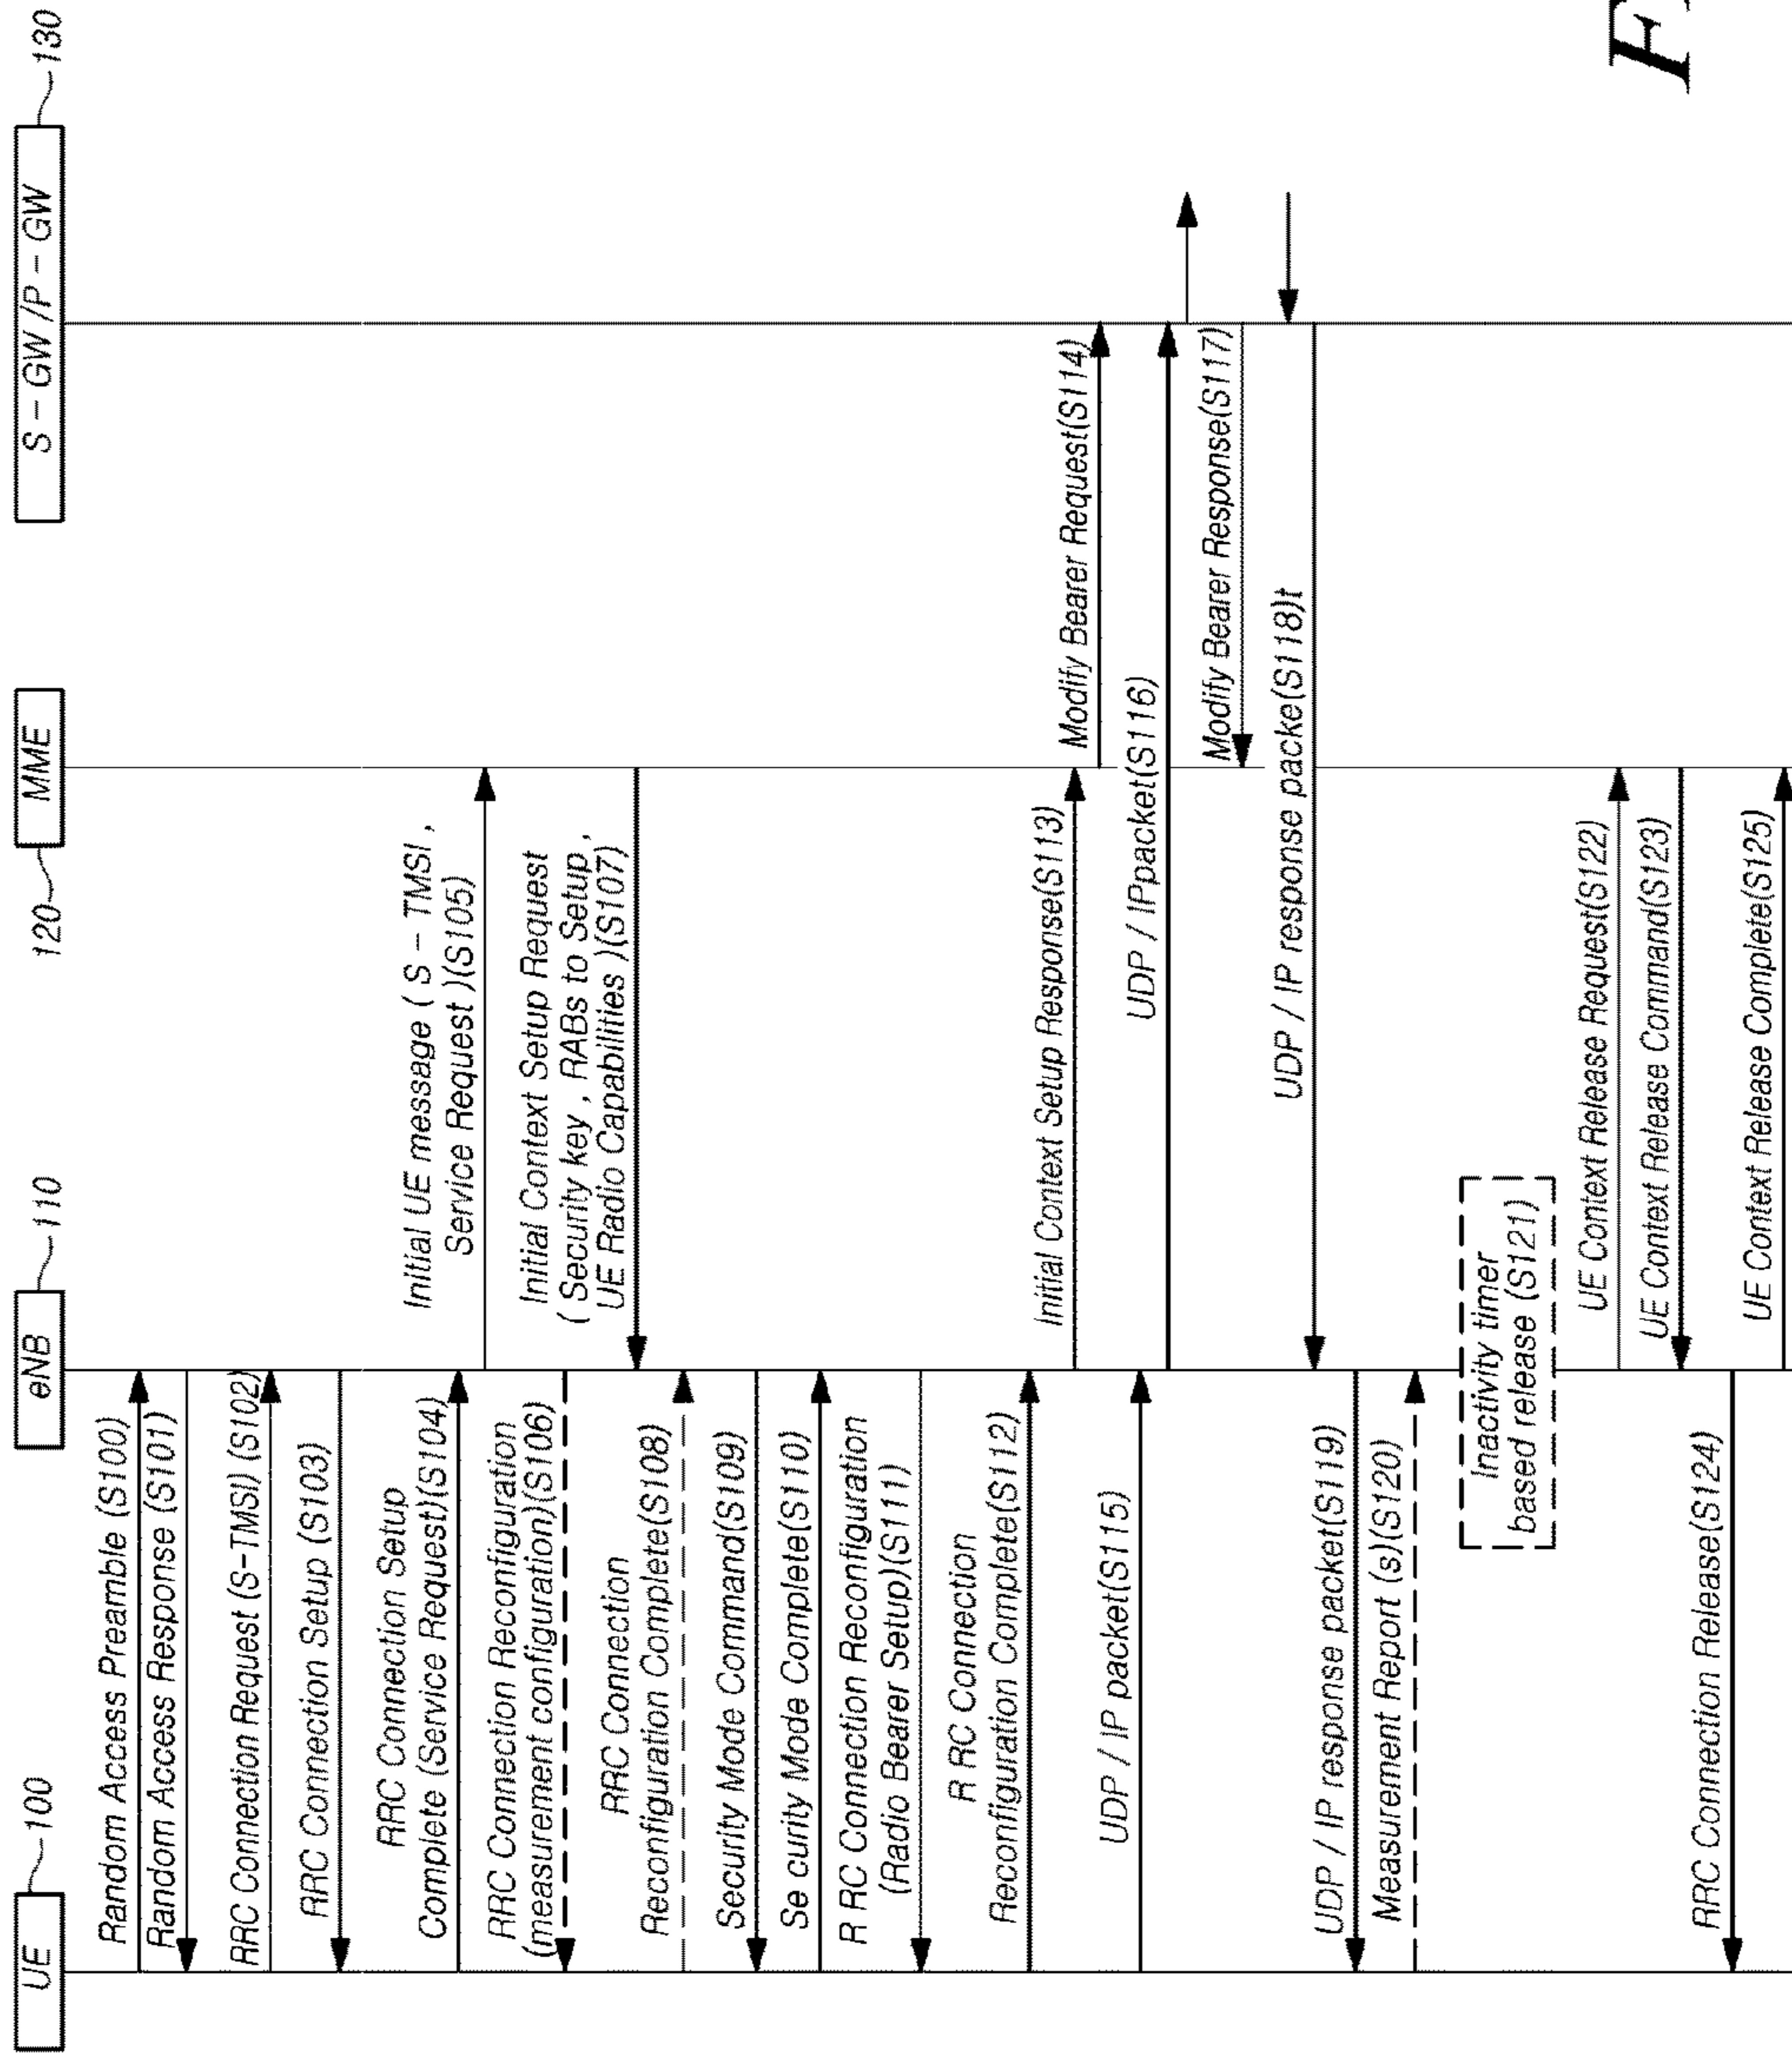 UE
100
eNB
110
MME
120
S - GW /P - GW
130
Random Access Preamble (S100)
Random Access Response (S101)
RRC Connection Request (S-TMSI) (S102)
RRC Connection Setup (S103)
RRC Connection Setup
Complete (Service Request)(S104)
Initial UE message ( S - TMSI ,
Service Request )(S105)
RRC Connection Reconfiguration
(measurement configuration)(S106)
Initial Context Setup Request
( Security key , RABs to Setup ,
UE Radio Capabilities )(S107)
RRC Connection
Reconfiguration Complete(S108)
Security Mode Command(S109)
Se curity Mode Complete(S110)
R RC Connection Reconfiguration
(Radio Bearer Setup)(S111)
R RC Connection
Reconfiguration Complete(S112)
Initial Context Setup Response(S113)
Modify Bearer Request(S114)
UDP / IP packet(S115)
UDP / IPpacket(S116)
Modify Bearer Response(S117)
UDP / IP response packe(S118)t
UDP / IP response packet(S119)
Measurement Report (s)(S120)
Inactivity timer
based release (S121)
UE Context Release Request(S122)
UE Context Release Command(S123)
RRC Connection Release(S124)
UE Context Release Complete(S125)